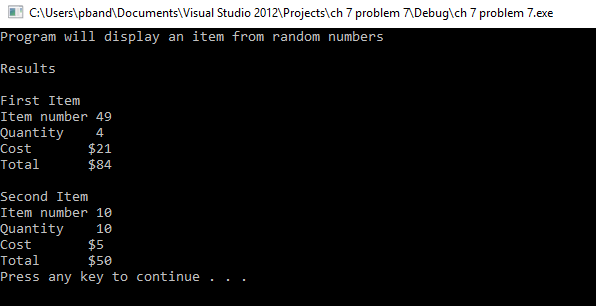 C:\Users\pband\Documents\Visual Studio 2012\Projects\ch 7 problem 7\Debug\ch 7 problem 7.exe
Program will display an item from random numbers
Results
First Item
Item number 49
Quantity    4
Cost       $21
Total      $84
Second Item
Item number 10
Quantity    10
Cost       $5
Total      $50
Press any key to continue . . .